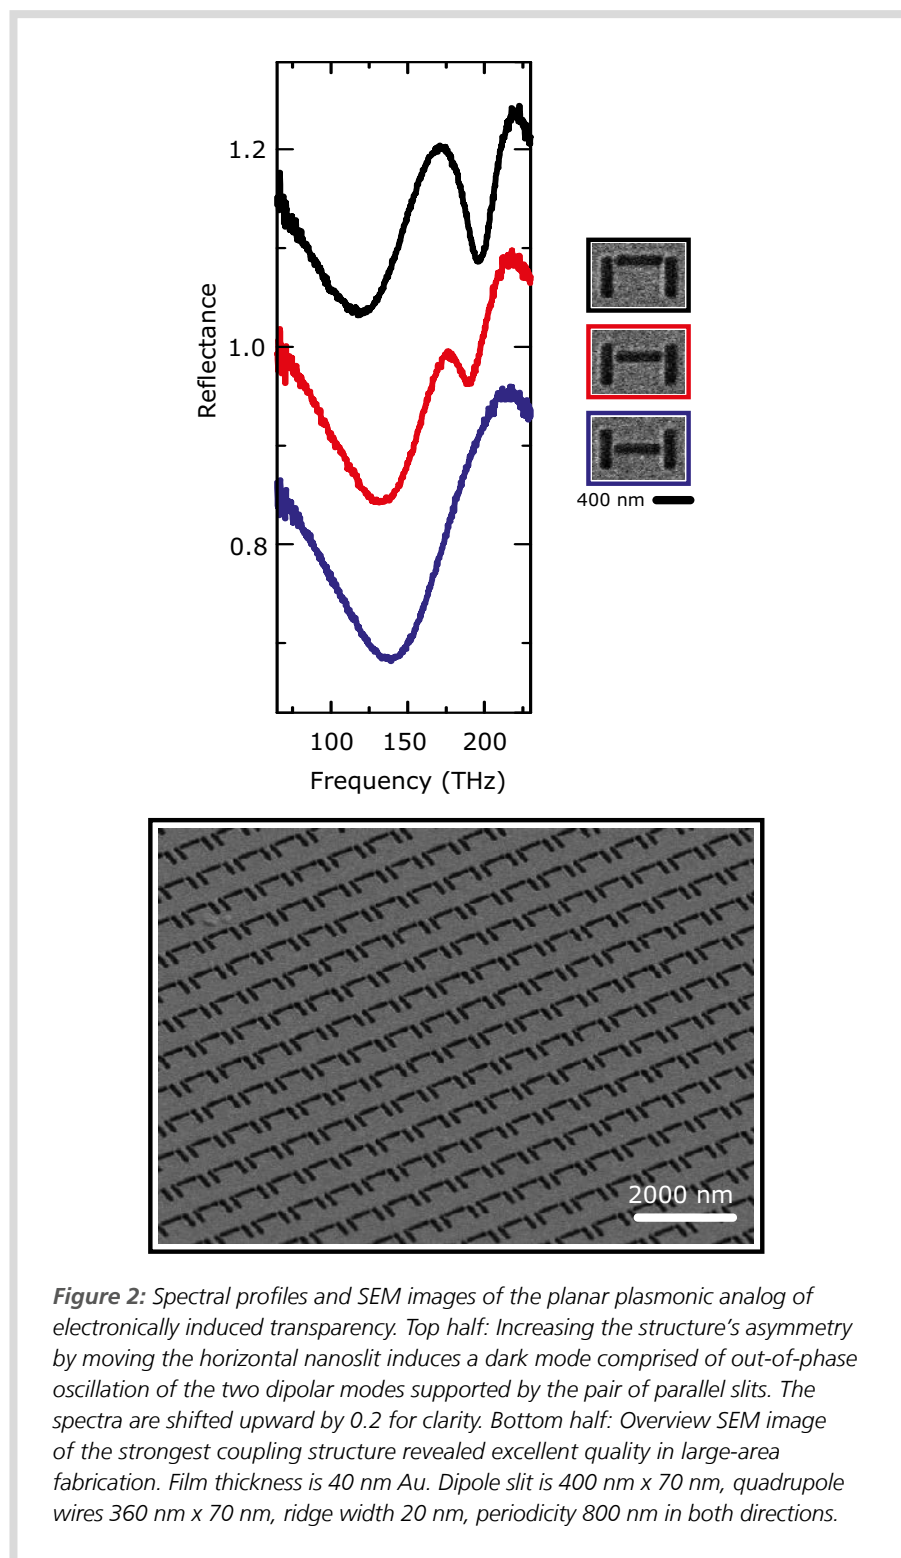 1.2
1.0
0.8
Reflectance
100 150 200
Frequency (THz)
400 nm
2000 nm
Figure 2: Spectral profiles and SEM images of the planar plasmonic analog of
electronically induced transparency. Top half: Increasing the structure's asymmetry
by moving the horizontal nanoslit induces a dark mode comprised of out-of-phase
oscillation of the two dipolar modes supported by the pair of parallel slits. The
spectra are shifted upward by 0.2 for clarity. Bottom half: Overview SEM image
of the strongest coupling structure revealed excellent quality in large-area
fabrication. Film thickness is 40 nm Au. Dipole slit is 400 nm x 70 nm, quadrupole
wires 360 nm x 70 nm, ridge width 20 nm, periodicity 800 nm in both directions.